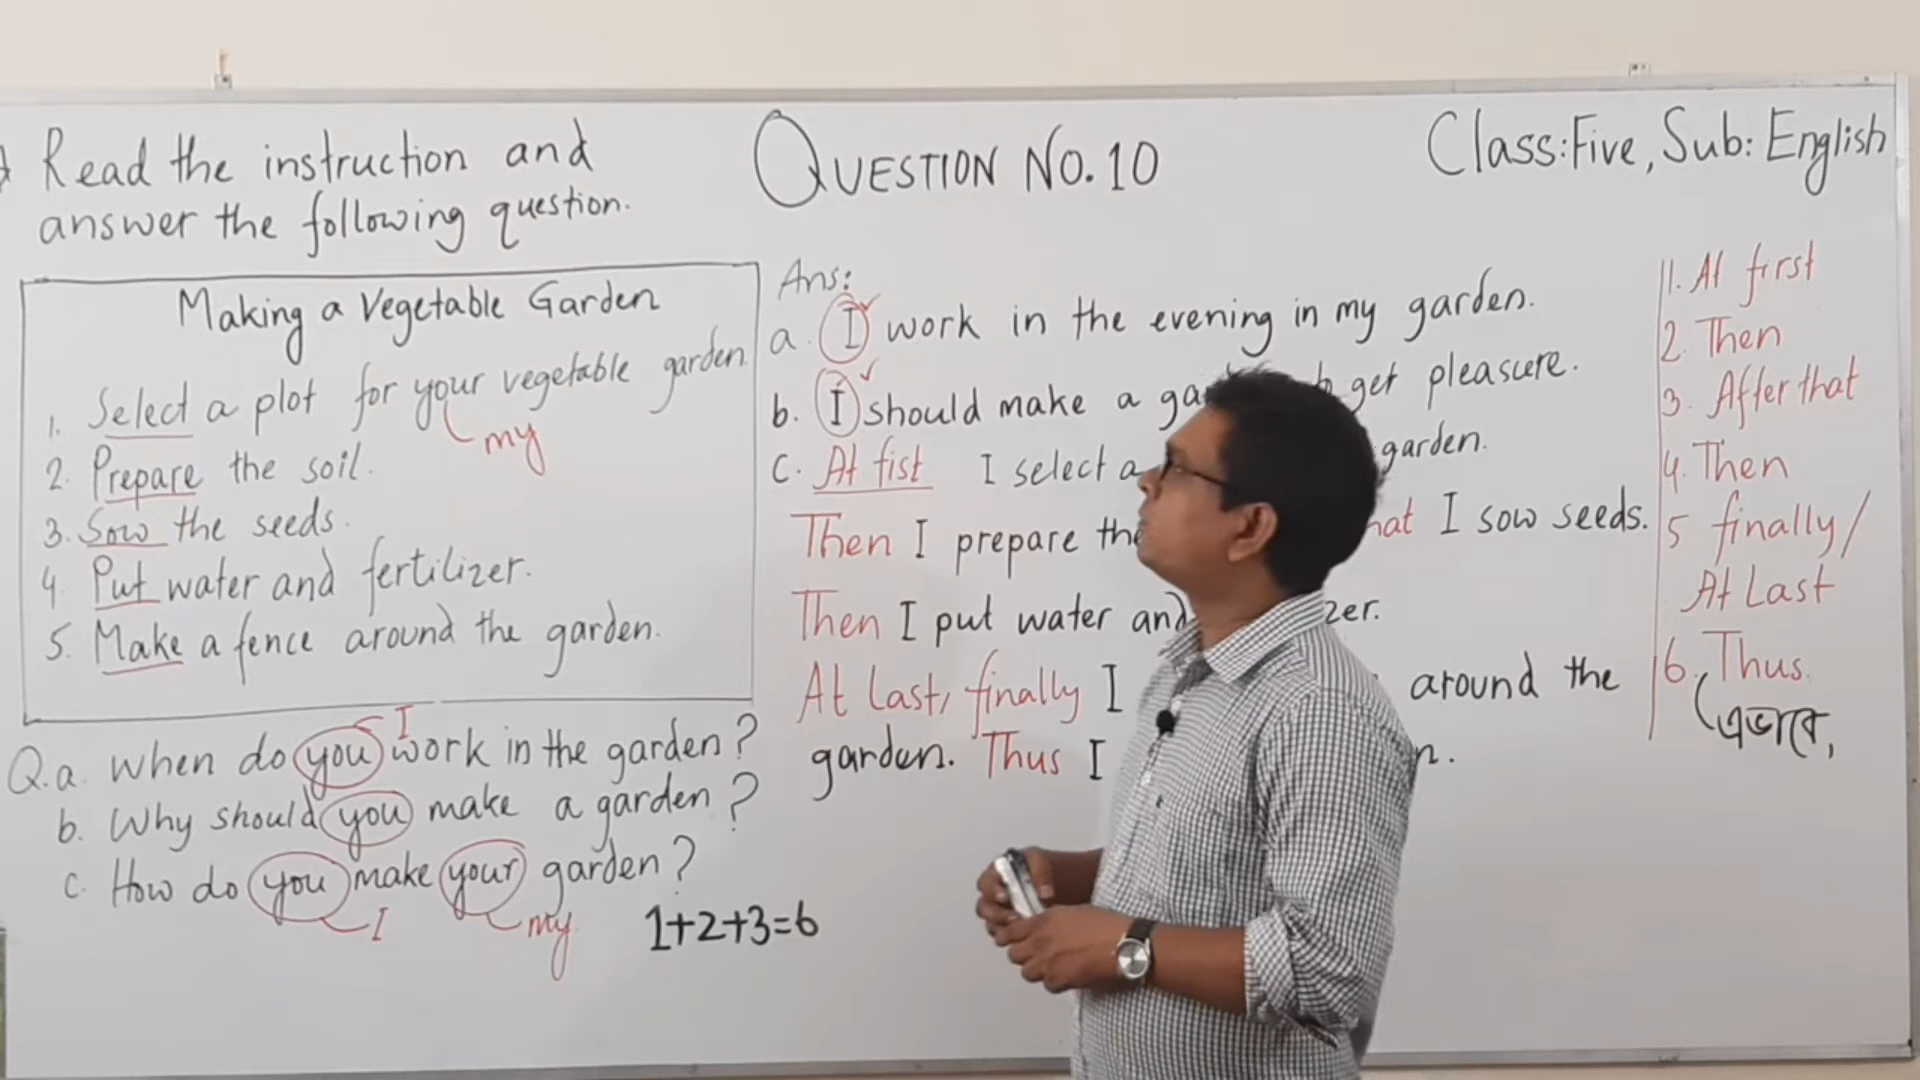 Read the instruction and
answer the following question.
QUESTION NO. 10
Class: Five, Sub: English
Making a Vegetable Garden
1. Select a plot for your vegetable garden.
my
2. Prepare the soil.
3. Sow the seeds.
4. Put water and fertilizer.
5. Make a fence around the garden.
I
Q.a. When do you work in the garden?
b. Why should you make a garden?
c. How do you make your garden?
I my
1+2+3=6
Ans:
a. I work in the evening in my garden.
b. I should make a get pleasure.
c. At fist I select a garden.
Then I prepare the I sow seeds.
Then I put water and
At Last, finally I around the
garden. Thus I
1. At first
2. Then
3. After that
4. Then
5 finally/
At Last
6. Thus.
(এভাবে,